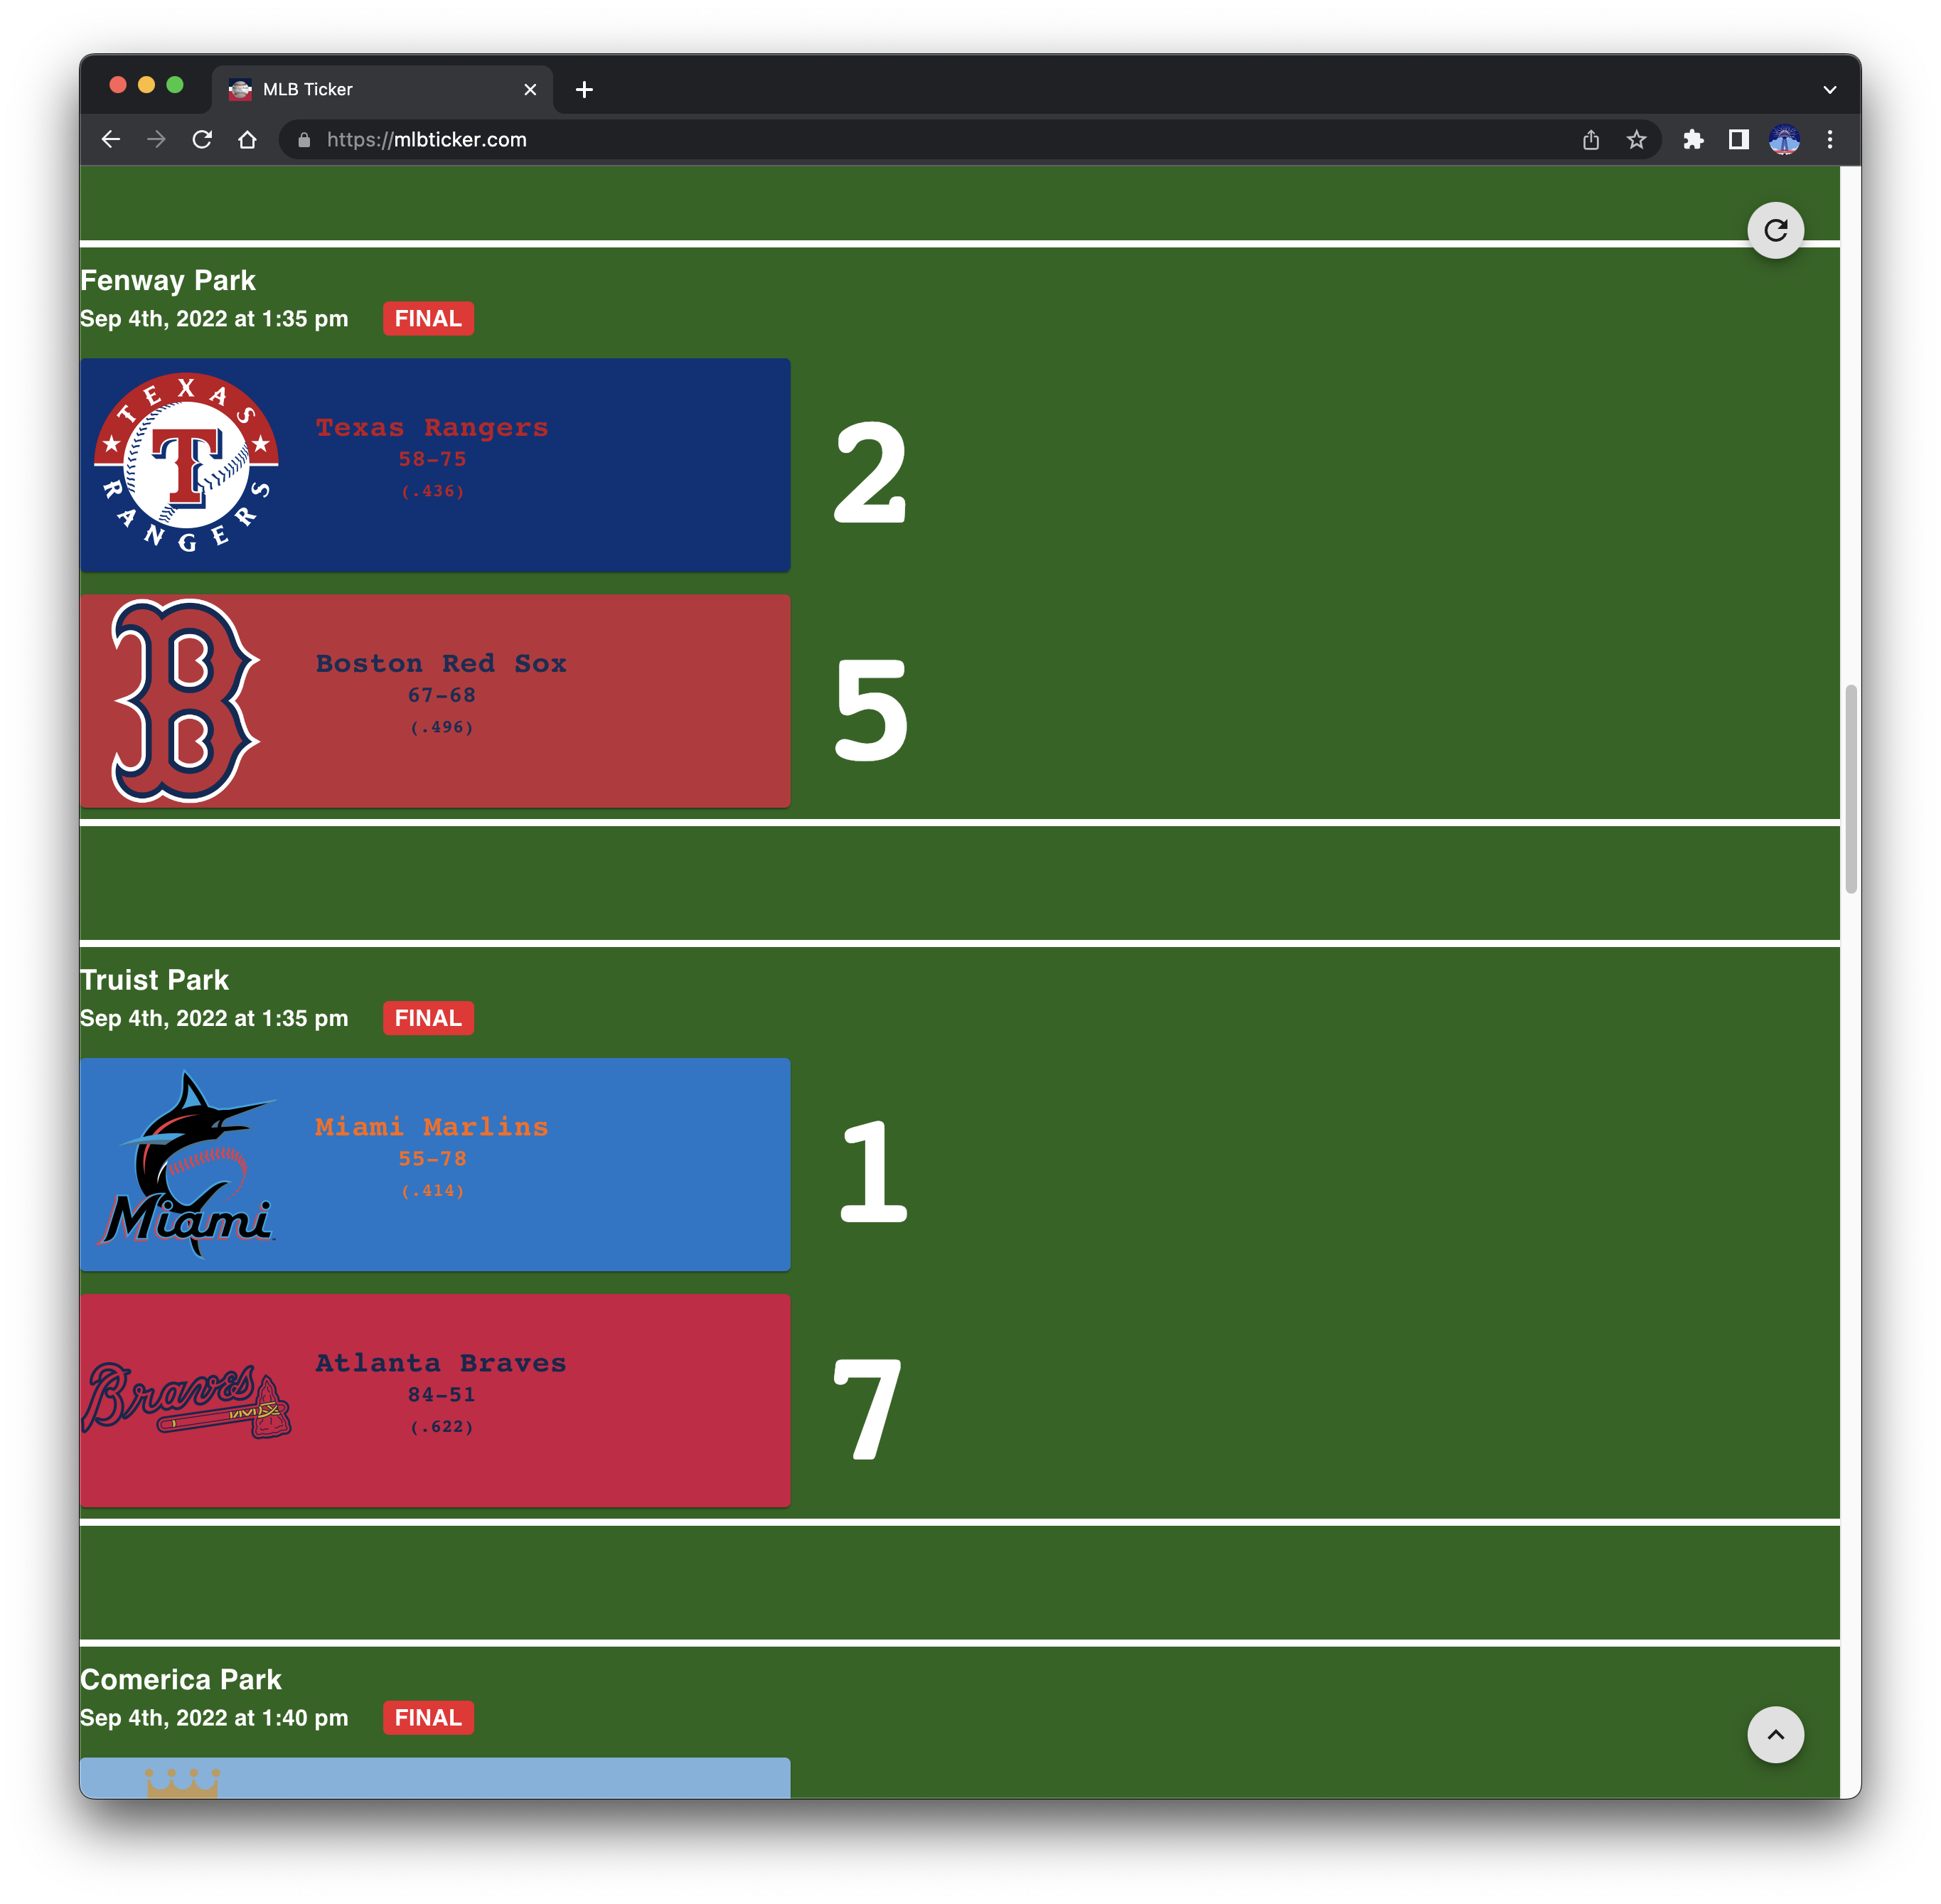 MLB Ticker
https://mlbticker.com
Fenway Park
Sep 4th, 2022 at 1:35 pm FINAL
TEXAS
RANGERS
T
Texas Rangers
58-75
(.436)
2
B
Boston Red Sox
67-68
(.496)
5
Truist Park
Sep 4th, 2022 at 1:35 pm FINAL
Miami
Miami Marlins
55-78
(.414)
1
Braves
Atlanta Braves
84-51
(.622)
7
Comerica Park
Sep 4th, 2022 at 1:40 pm FINAL